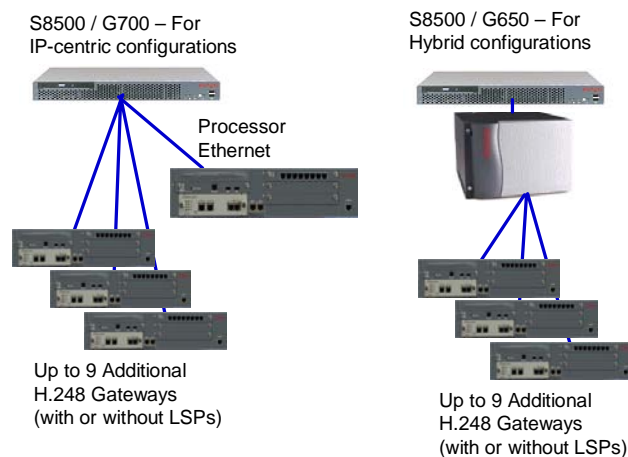 S8500 / G700 – For
IP-centric configurations
Processor
Ethernet
Up to 9 Additional
H.248 Gateways
(with or without LSPs)
S8500 / G650 – For
Hybrid configurations
Up to 9 Additional
H.248 Gateways
(with or without LSPs)